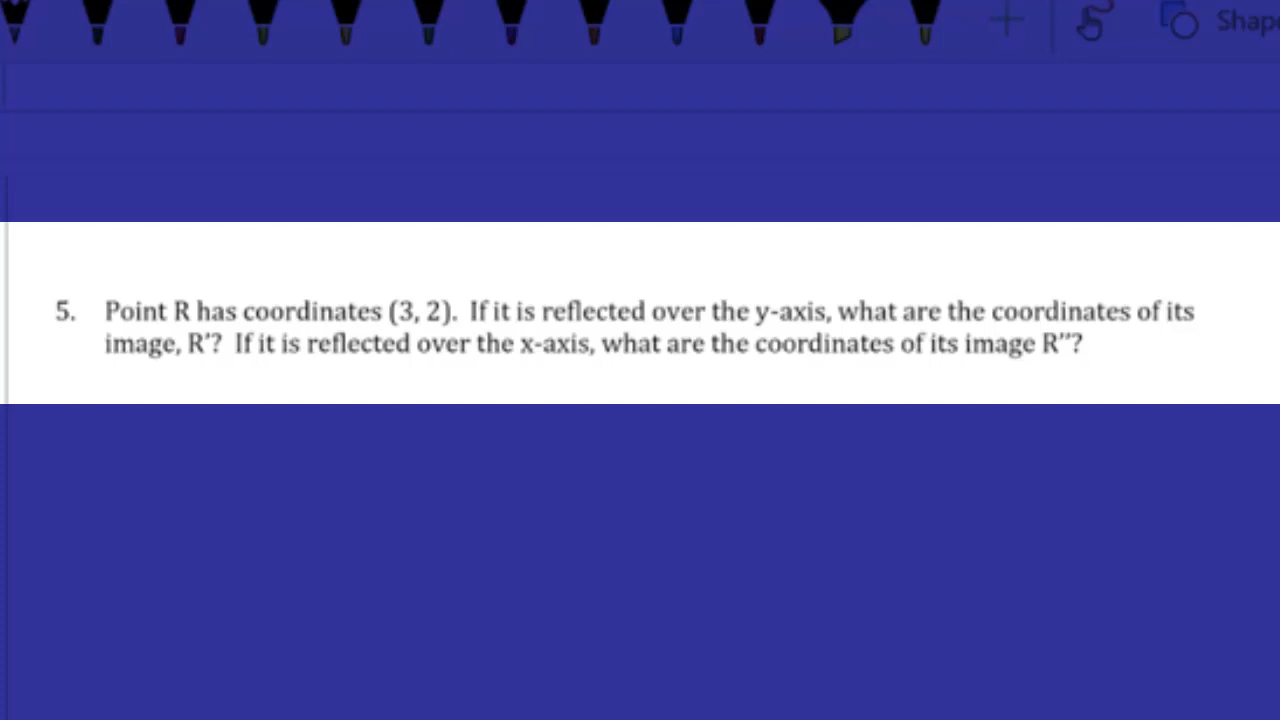 Shap
5. Point R has coordinates (3, 2). If it is reflected over the y-axis, what are the coordinates of its
image, R’? If it is reflected over the x-axis, what are the coordinates of its image R’’?